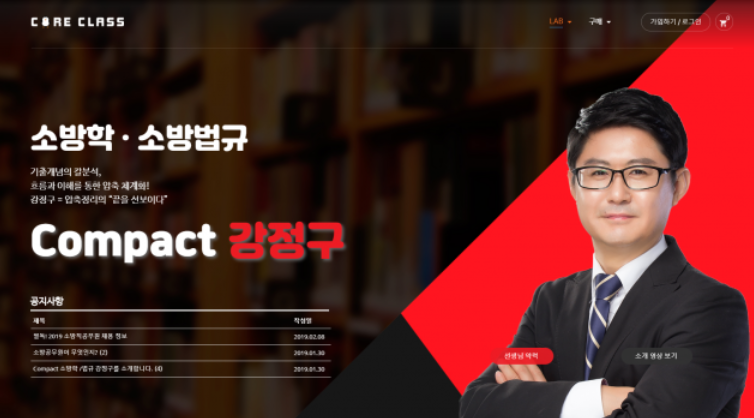 CORE CLASS
LAB
구매
가입하기 / 로그인
소방학 · 소방법규
기출개념의 칼분석,
흐름과 이해를 통한 압축 체계화!
강정구 = 압축정리의 "끝을 선보이다"
Compact 강정구
공지사항
제목 작성일
필독! 2019 소방직공무원 채용 정보 2019.02.08
소방공무원이 무엇인지? (2) 2019.01.30
Compact 소방학 /법규 강정구를 소개합니다. (4) 2019.01.30
선생님 약력
소개 영상 보기